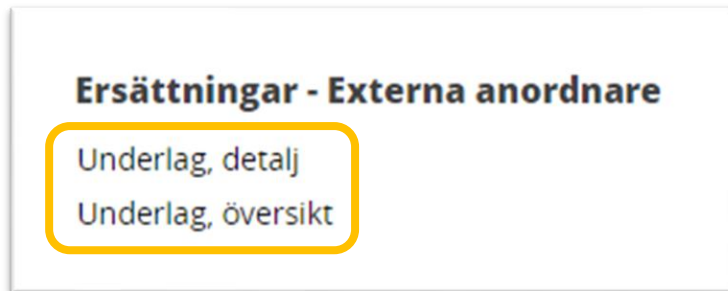 Ersättningar - Externa anordnare
Underlag, detalj
Underlag, översikt